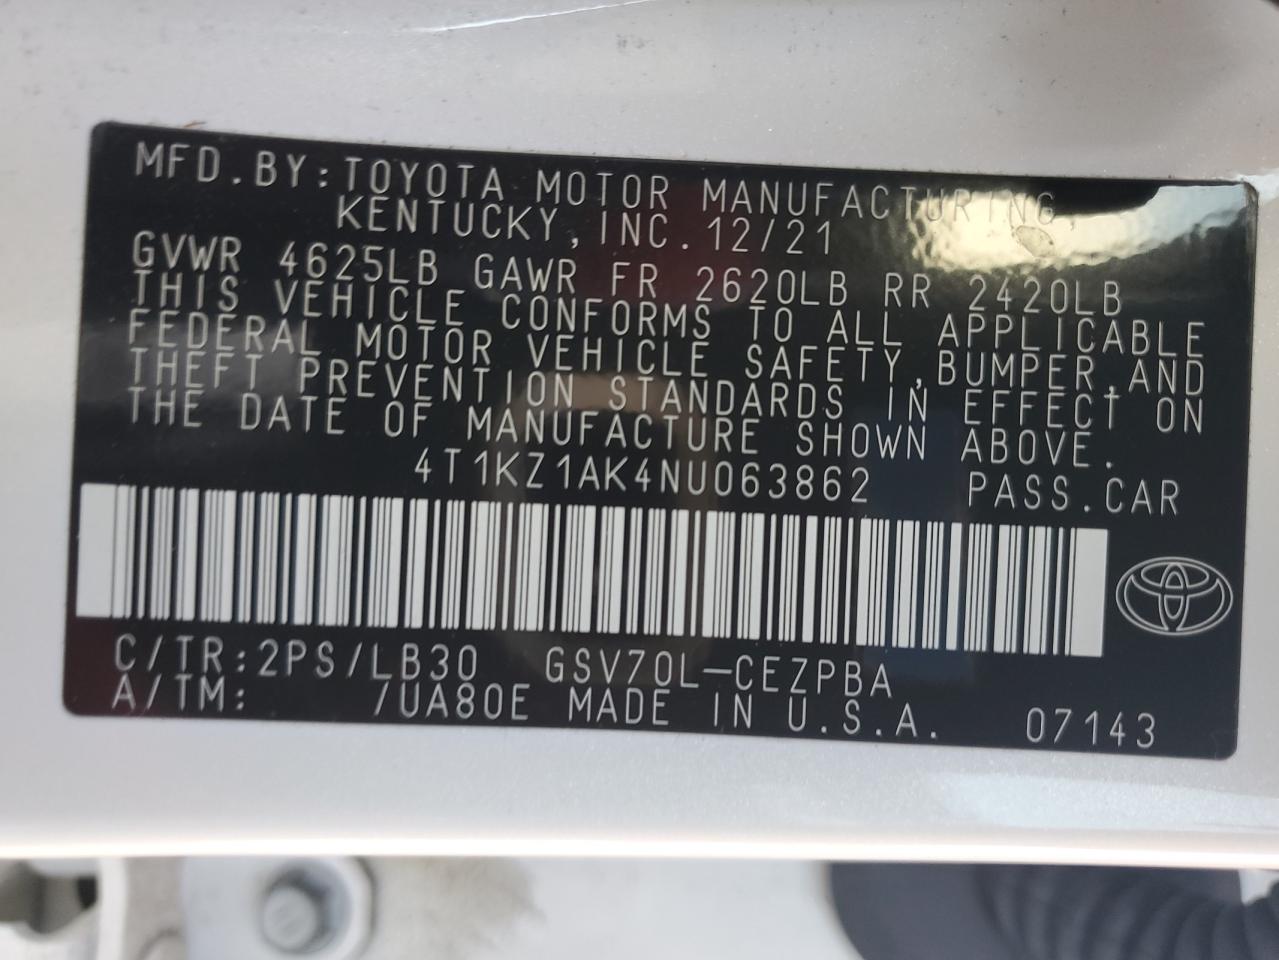 MFD.BY:TOYOTA MOTOR MANUFACTURING,
KENTUCKY,INC.12/21
GVWR 4625LB GAWR FR 2620LB RR 2420LB
THIS VEHICLE CONFORMS TO ALL APPLICABLE
FEDERAL MOTOR VEHICLE SAFETY,BUMPER,AND
THEFT PREVENTION STANDARDS IN EFFECT ON
THE DATE OF MANUFACTURE SHOWN ABOVE.
4T1KZ1AK4NU063862 PASS.CAR
C/TR:2PS/LB30 GSV70L-CEZPBA
A/TM: /UA80E MADE IN U.S.A. 07143